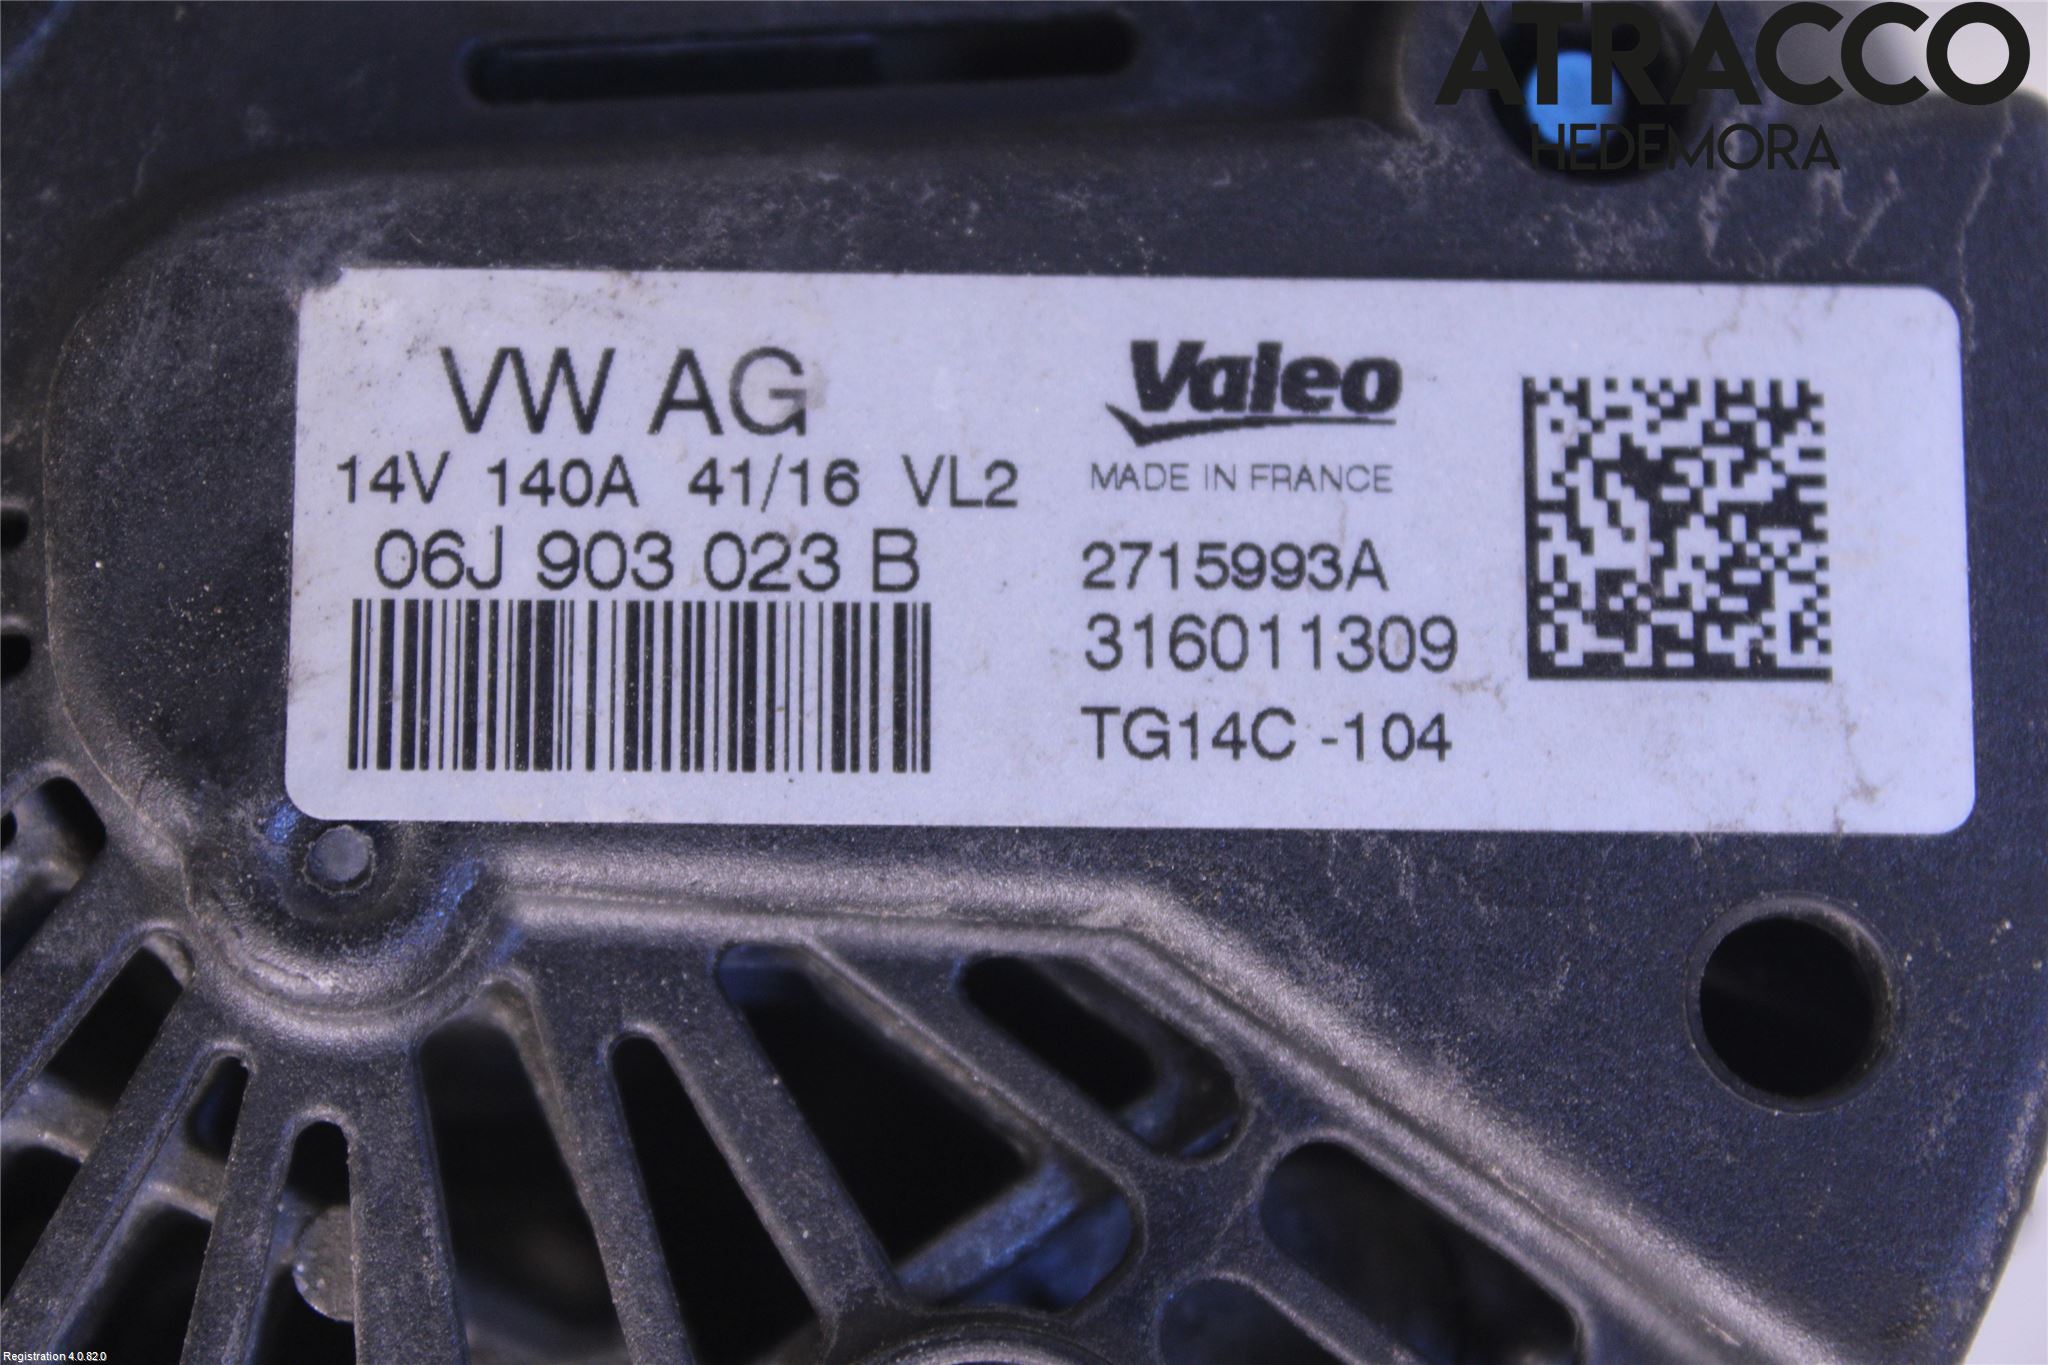 ATRACCO
HEDEMORA
VW AG
14V 140A 41/16 VL2
06J 903 023 B
Valeo
MADE IN FRANCE
2715993A
316011309
TG14C -104
Registration 4.0.82.0